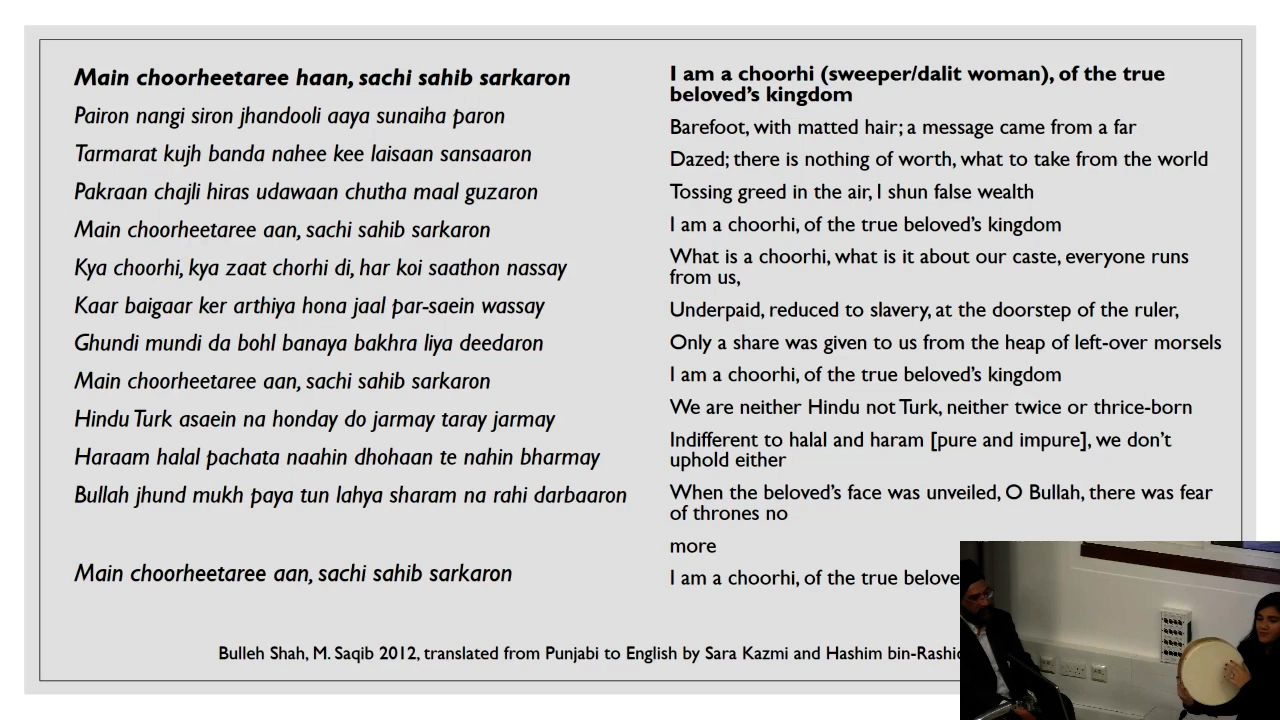 Main choorheetaree haan, sachi sahib sarkaron
Pairon nangi siron jhandooli aaya sunaiha paron
Tarmarat kujh banda nahee kee laisaan sansaaron
Pakraan chajli hiras udawaan chutha maal guzaron
Main choorheetaree aan, sachi sahib sarkaron
Kya choorhi, kya zaat chorhi di, har koi saathon nassay
Kaar baigaar ker arthiya hona jaal par-saein wassay
Ghundi mundi da bohl banaya bakhra liya deedaron
Main choorheetaree aan, sachi sahib sarkaron
Hindu Turk asaein na honday do jarmay taray jarmay
Haraam halal pachata naahin dhohaan te nahin bharmay
Bullah jhund mukh paya tun lahya sharam na rahi darbaaron
Main choorheetaree aan, sachi sahib sarkaron
I am a choorhi (sweeper/dalit woman), of the true
beloved's kingdom
Barefoot, with matted hair; a message came from a far
Dazed; there is nothing of worth, what to take from the world
Tossing greed in the air, I shun false wealth
I am a choorhi, of the true beloved's kingdom
What is a choorhi, what is it about our caste, everyone runs
from us,
Underpaid, reduced to slavery, at the doorstep of the ruler,
Only a share was given to us from the heap of left-over morsels
I am a choorhi, of the true beloved's kingdom
We are neither Hindu not Turk, neither twice or thrice-born
Indifferent to halal and haram [pure and impure], we don't
uphold either
When the beloved's face was unveiled, O Bullah, there was fear
of thrones no
more
I am a choorhi, of the true
Bulleh Shah, M. Saqib 2012, translated from Punjabi to English by Sara Kazmi and Hashim